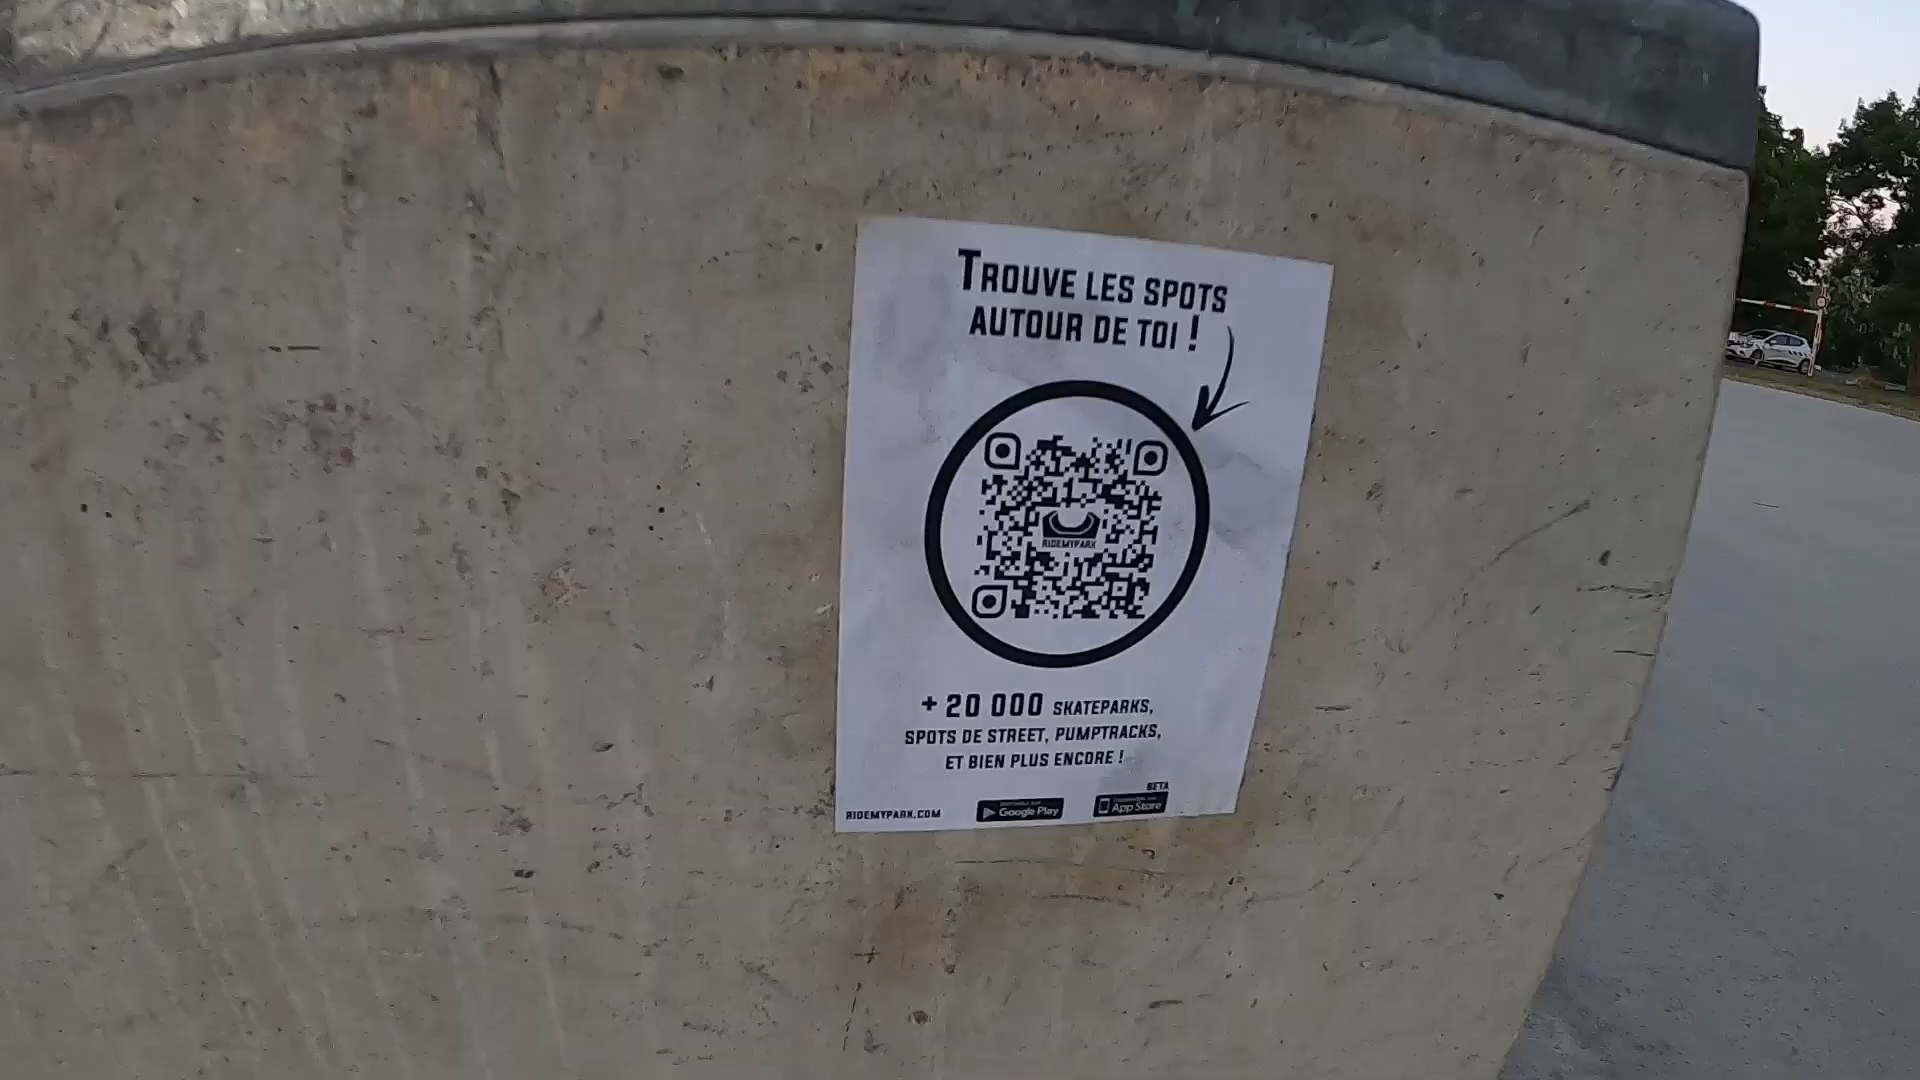 TROUVE LES SPOTS
AUTOUR DE TOI !
RIDEMYPARK
+ 20 000 SKATEPARKS,
SPOTS DE STREET, PUMPTRACKS,
ET BIEN PLUS ENCORE !
BETA
RIDEMYPARK.COM
Google Play
App Store